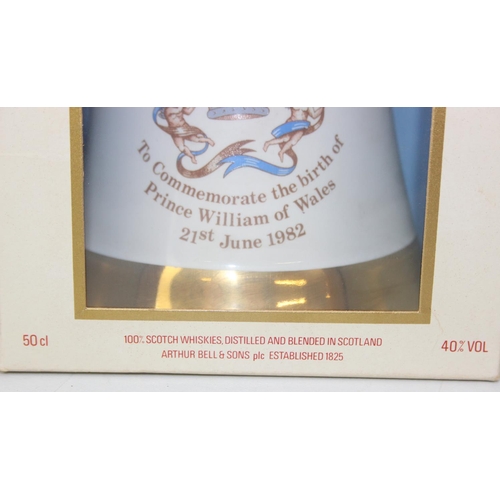 To Commemorate the birth of
Prince William of Wales
21st June 1982
50 cl
100% SCOTCH WHISKIES, DISTILLED AND BLENDED IN SCOTLAND
ARTHUR BELL & SONS plc ESTABLISHED 1825
40% VOL